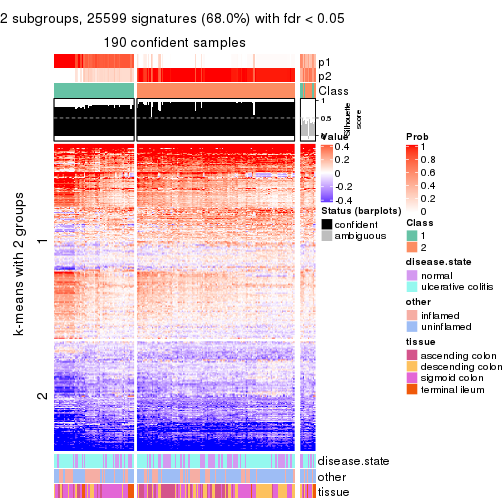 2 subgroups, 25599 signatures (68.0%) with fdr < 0.05
190 confident samples
p1
p2
Class
1
0.5
0
Silhouette
score
k-means with 2 groups
1
2
Value
0.4
0.2
0
-0.2
-0.4
Status (barplots)
confident
ambiguous
Prob
1
0.8
0.6
0.4
0.2
0
Class
1
2
disease.state
normal
ulcerative colitis
other
inflamed
uninflamed
tissue
ascending colon
descending colon
sigmoid colon
terminal ileum
disease.state
other
tissue